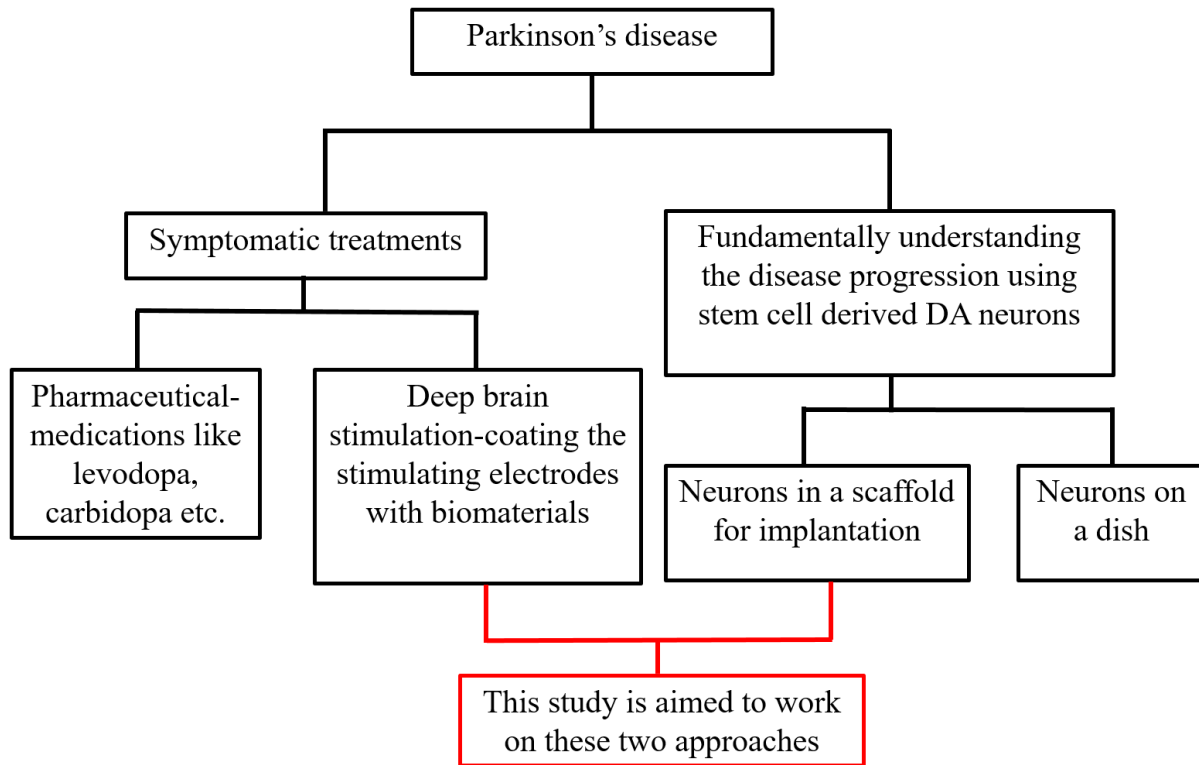 Parkinson’s disease
Symptomatic treatments
Fundamentally understanding
the disease progression using
stem cell derived DA neurons
Pharmaceutical-
medications like
levodopa,
carbidopa etc.
Deep brain
stimulation-coating the
stimulating electrodes
with biomaterials
Neurons in a scaffold
for implantation
Neurons on
a dish
This study is aimed to work
on these two approaches